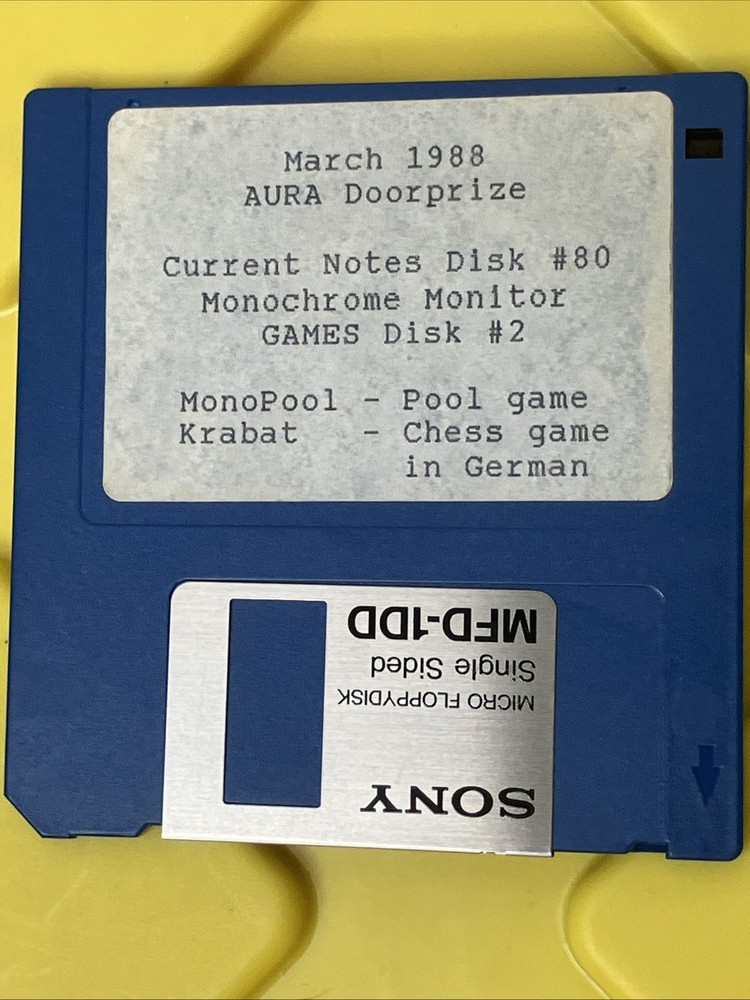 March 1988
AURA Doorprize
Current Notes Disk #80
Monochrome Monitor
GAMES Disk #2
MonoPool - Pool game
Krabat - Chess game
in German
SONY
MICRO FLOPPYDISK
Single Sided
MFD-1DD